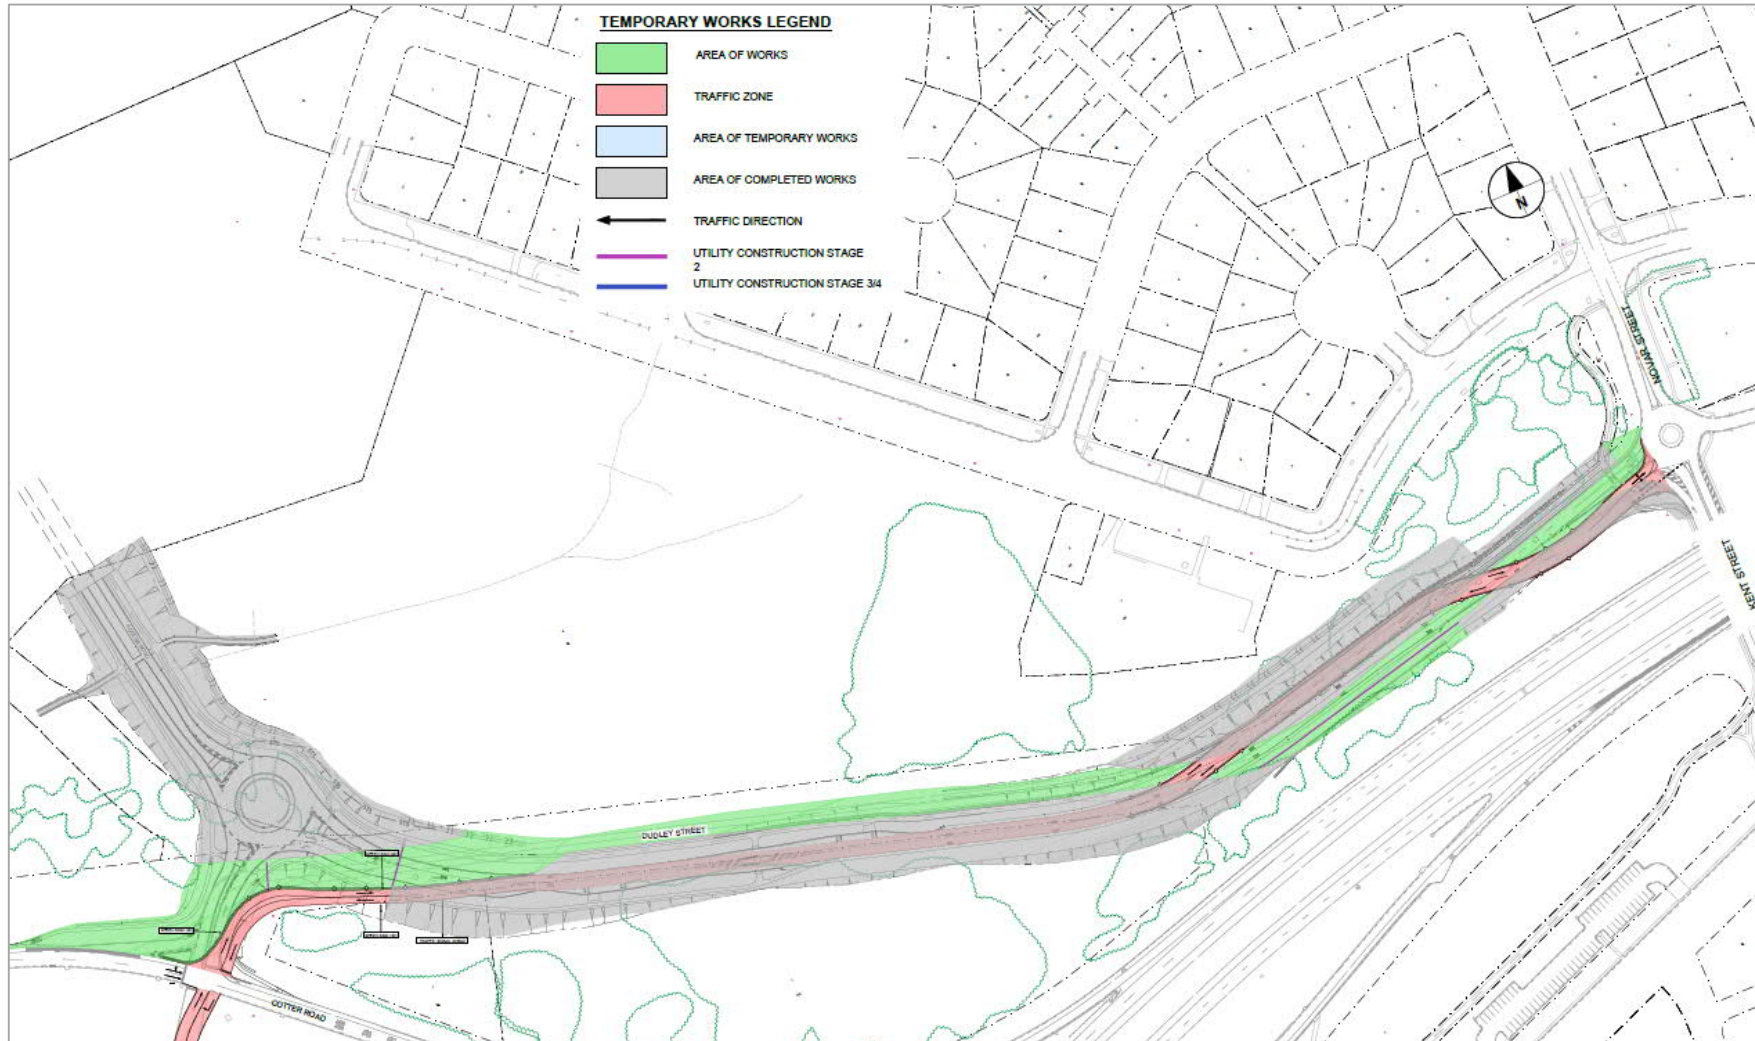 TEMPORARY WORKS LEGEND
AREA OF WORKS
TRAFFIC ZONE
AREA OF TEMPORARY WORKS
AREA OF COMPLETED WORKS
TRAFFIC DIRECTION
UTILITY CONSTRUCTION STAGE
2
UTILITY CONSTRUCTION STAGE 3/4
N
NOVAR STREET
KENT STREET
DUDLEY STREET
COTTER ROAD